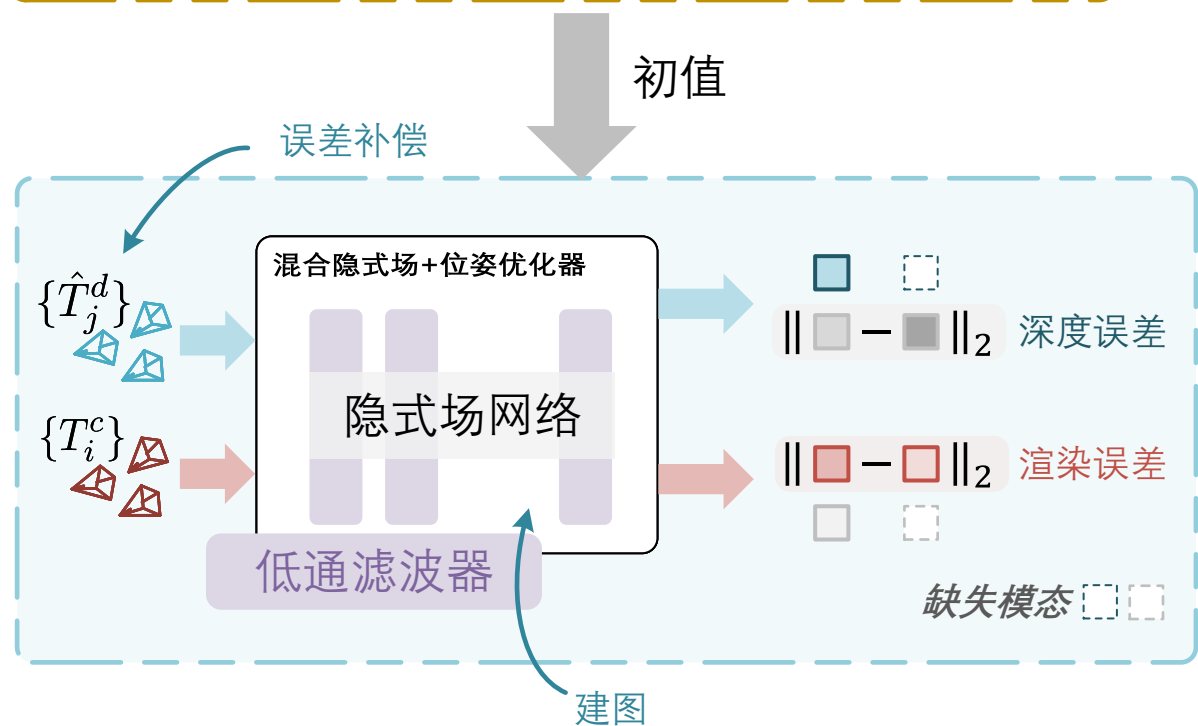 初值
误差补偿
{T̂_j^d}
混合隐式场+位姿优化器
|| − ||₂ 深度误差
隐式场网络
{T_i^c}
|| − ||₂ 渲染误差
低通滤波器
缺失模态
建图